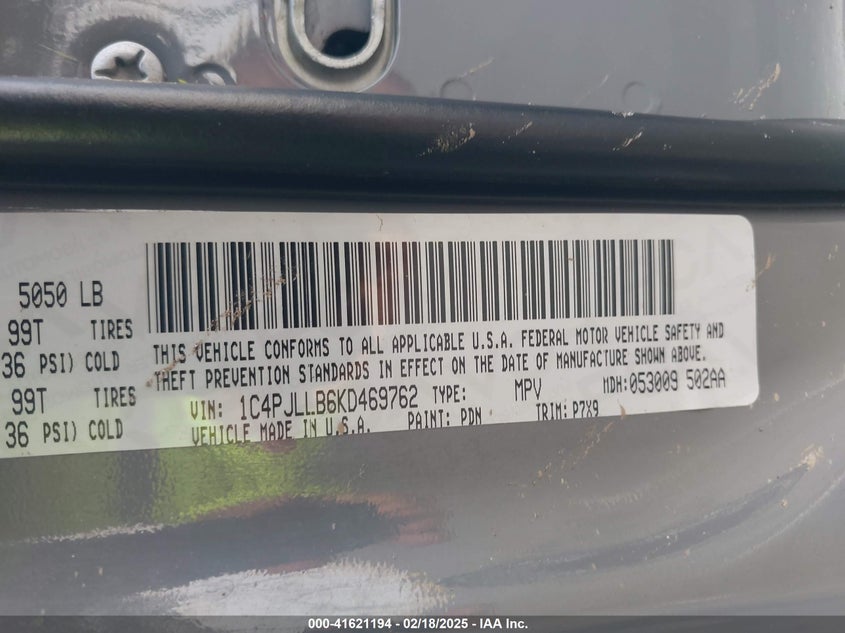 5050 LB
99T TIRES
36 PSI) COLD
99T TIRES
36 PSI) COLD
THIS VEHICLE CONFORMS TO ALL APPLICABLE U.S.A. FEDERAL MOTOR VEHICLE SAFETY AND
THEFT PREVENTION STANDARDS IN EFFECT ON THE DATE OF MANUFACTURE SHOWN ABOVE.
VIN: 1C4PJLLB6KD469762 TYPE: MPV MDH:053009 502AA
VEHICLE MADE IN U.S.A. PAINT: PDN TRIM: P7X9
000-41621194 - 02/18/2025 - IAA Inc.